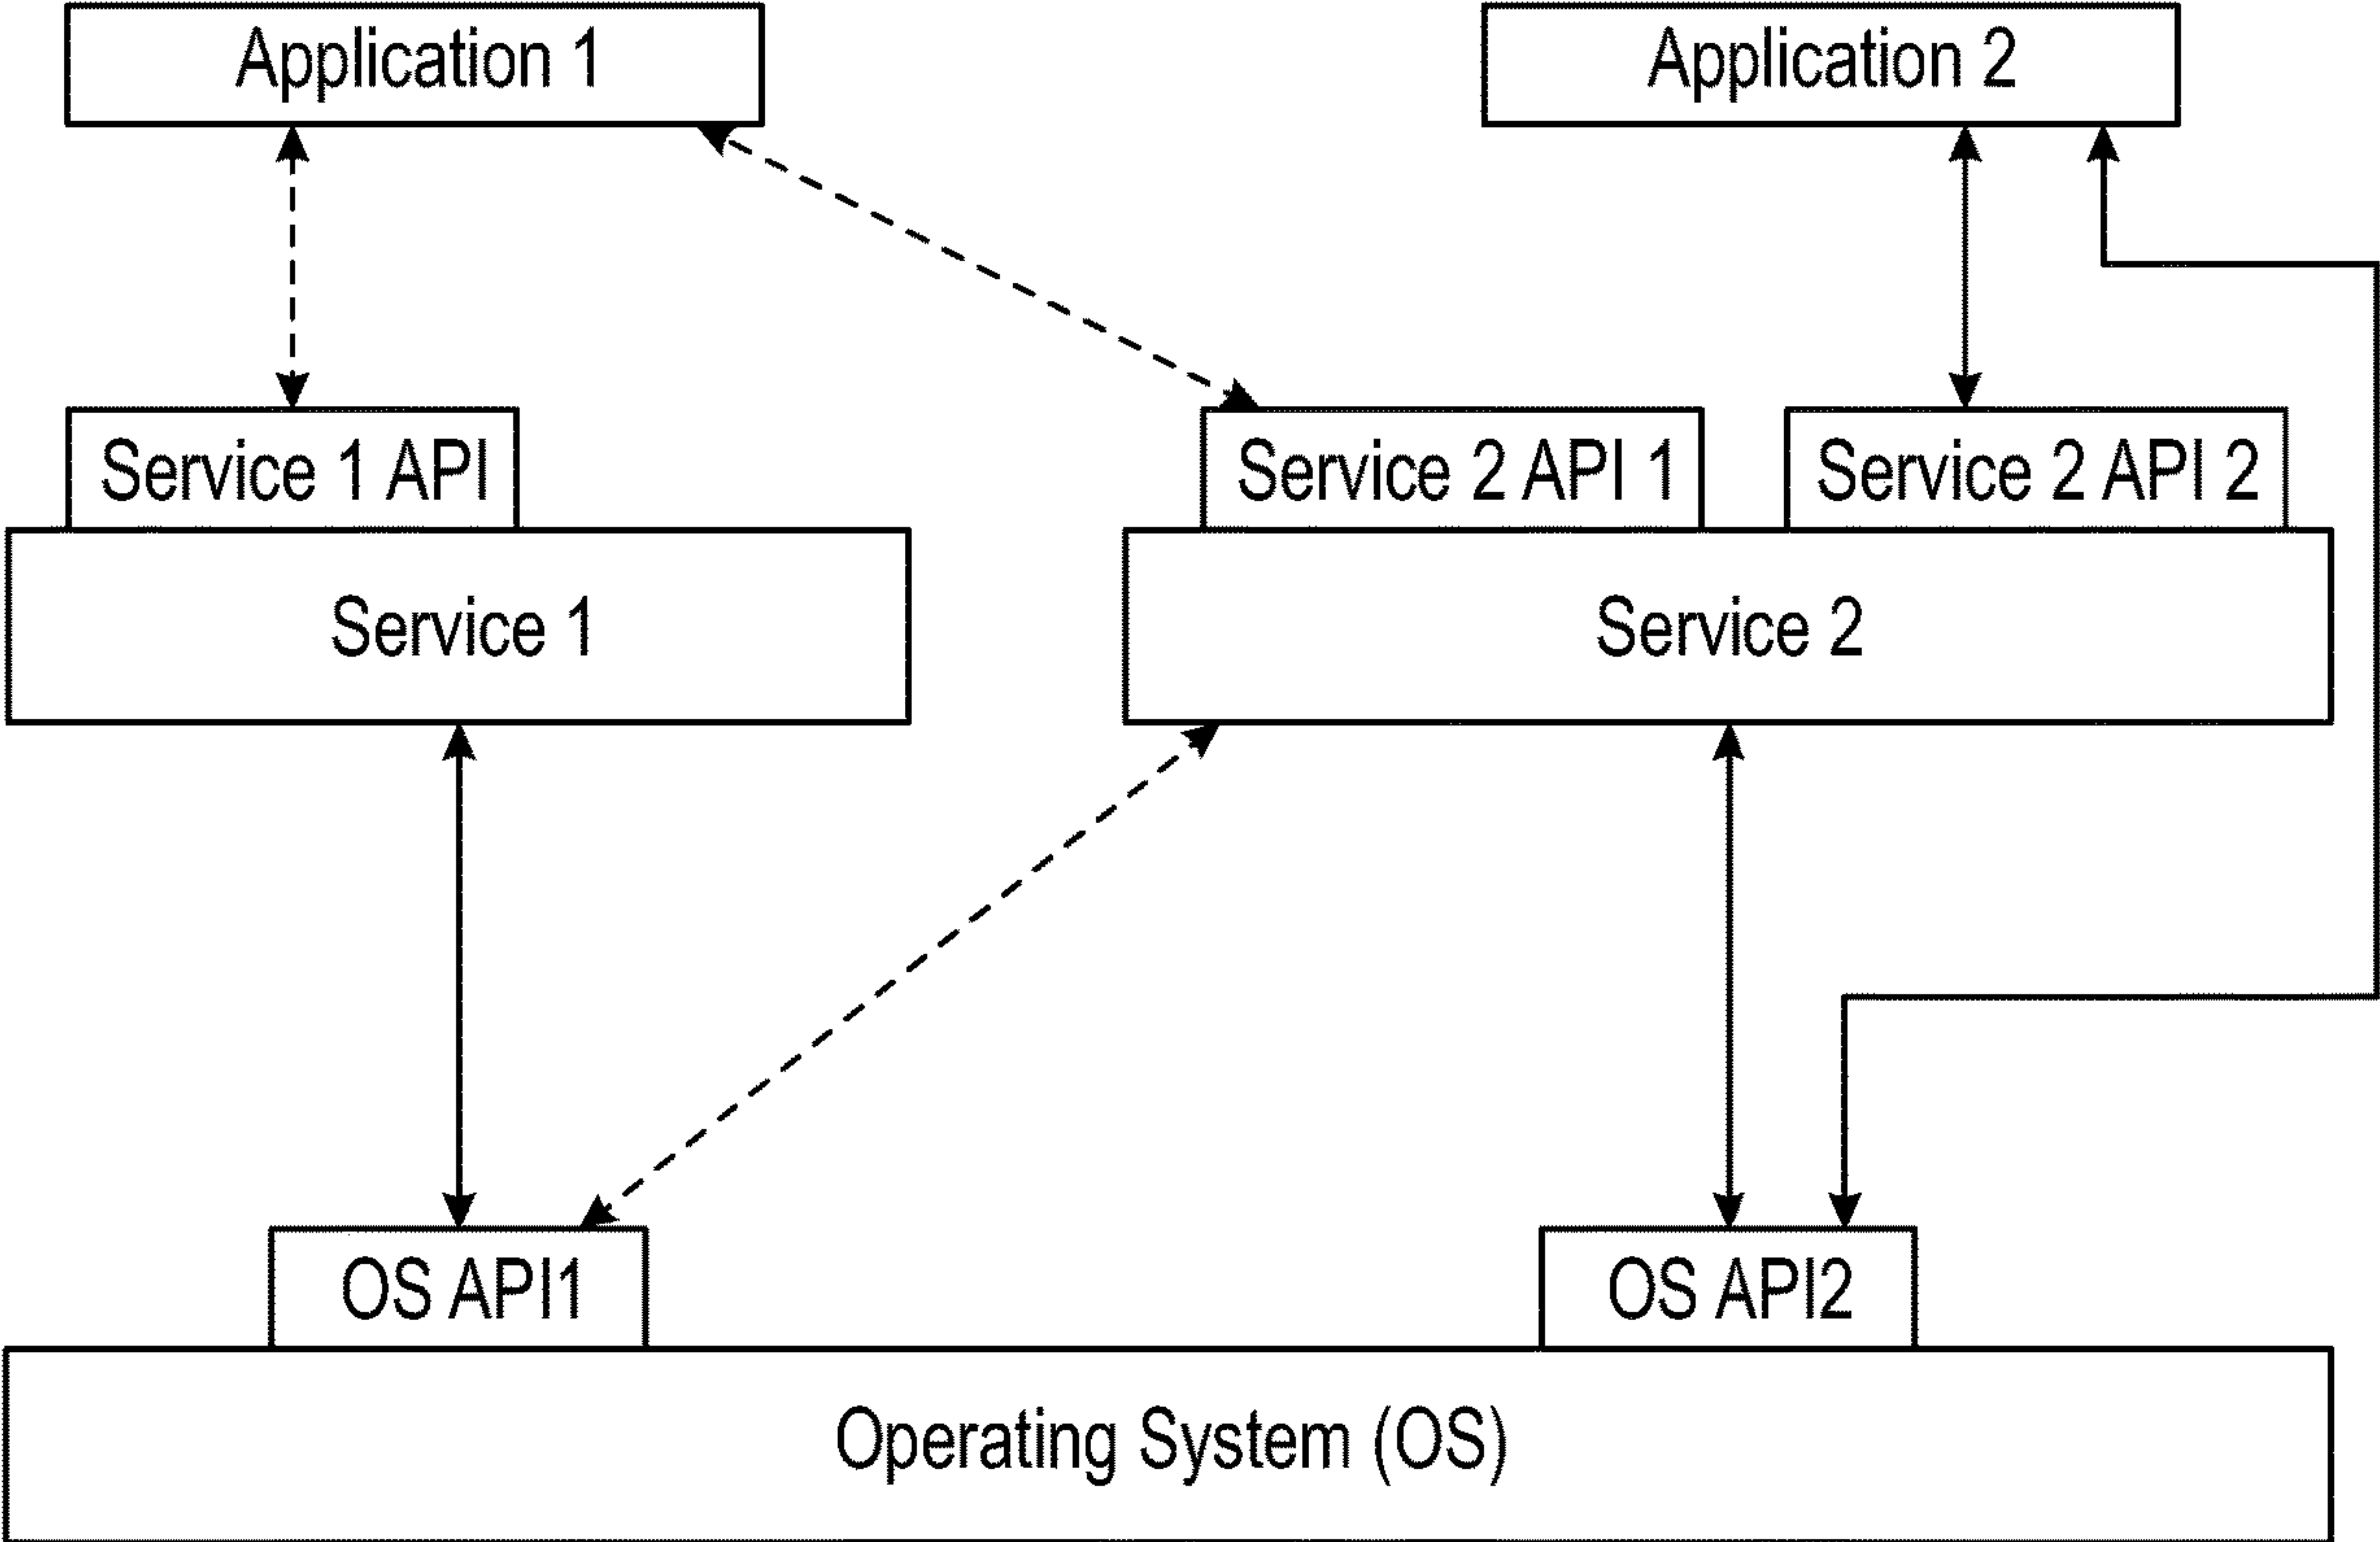 Application 1
Application 2
Service 1 API
Service 2 API 1
Service 2 API 2
Service 1
Service 2
OS API1
OS API2
Operating System (OS)